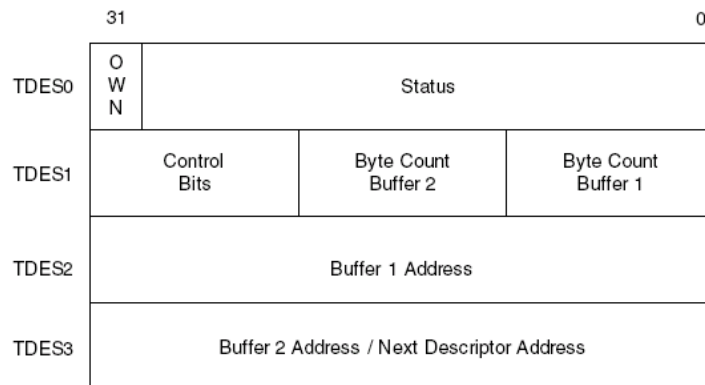 31
0
TDES0
O
W
N
Status
TDES1
Control
Bits
Byte Count
Buffer 2
Byte Count
Buffer 1
TDES2
Buffer 1 Address
TDES3
Buffer 2 Address / Next Descriptor Address